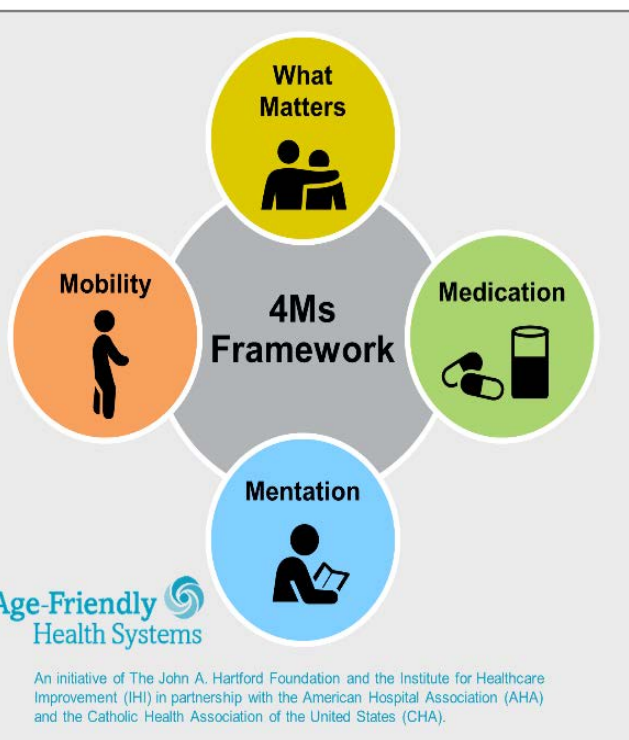 What
Matters
Mobility
4Ms
Framework
Medication
Mentation
Age-Friendly
Health Systems
An initiative of The John A. Hartford Foundation and the Institute for Healthcare
Improvement (IHI) in partnership with the American Hospital Association (AHA)
and the Catholic Health Association of the United States (CHA).